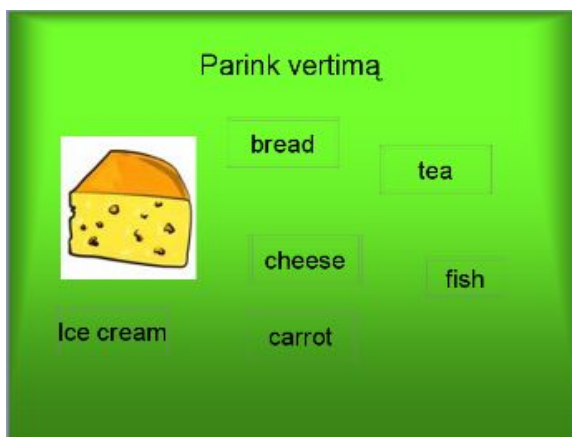 Parink vertimą
bread
tea
cheese
fish
Ice cream
carrot